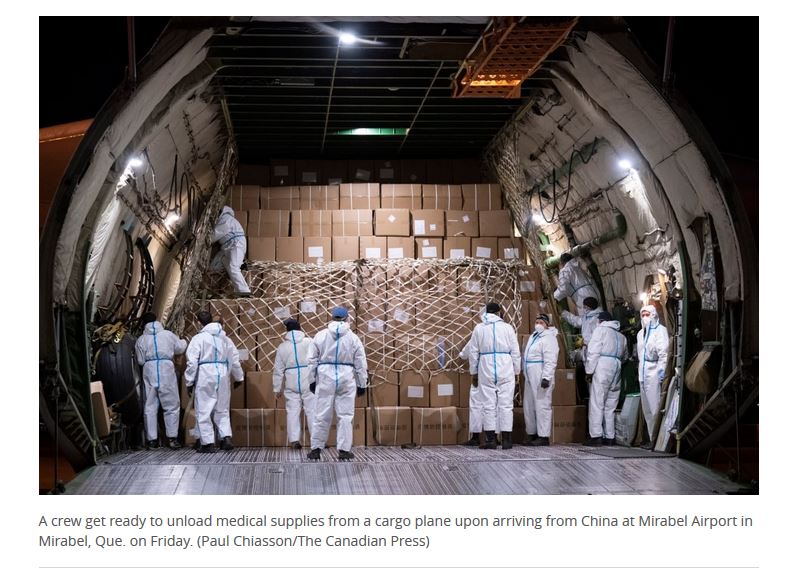 A crew get ready to unload medical supplies from a cargo plane upon arriving from China at Mirabel Airport in
Mirabel, Que. on Friday. (Paul Chiasson/The Canadian Press)